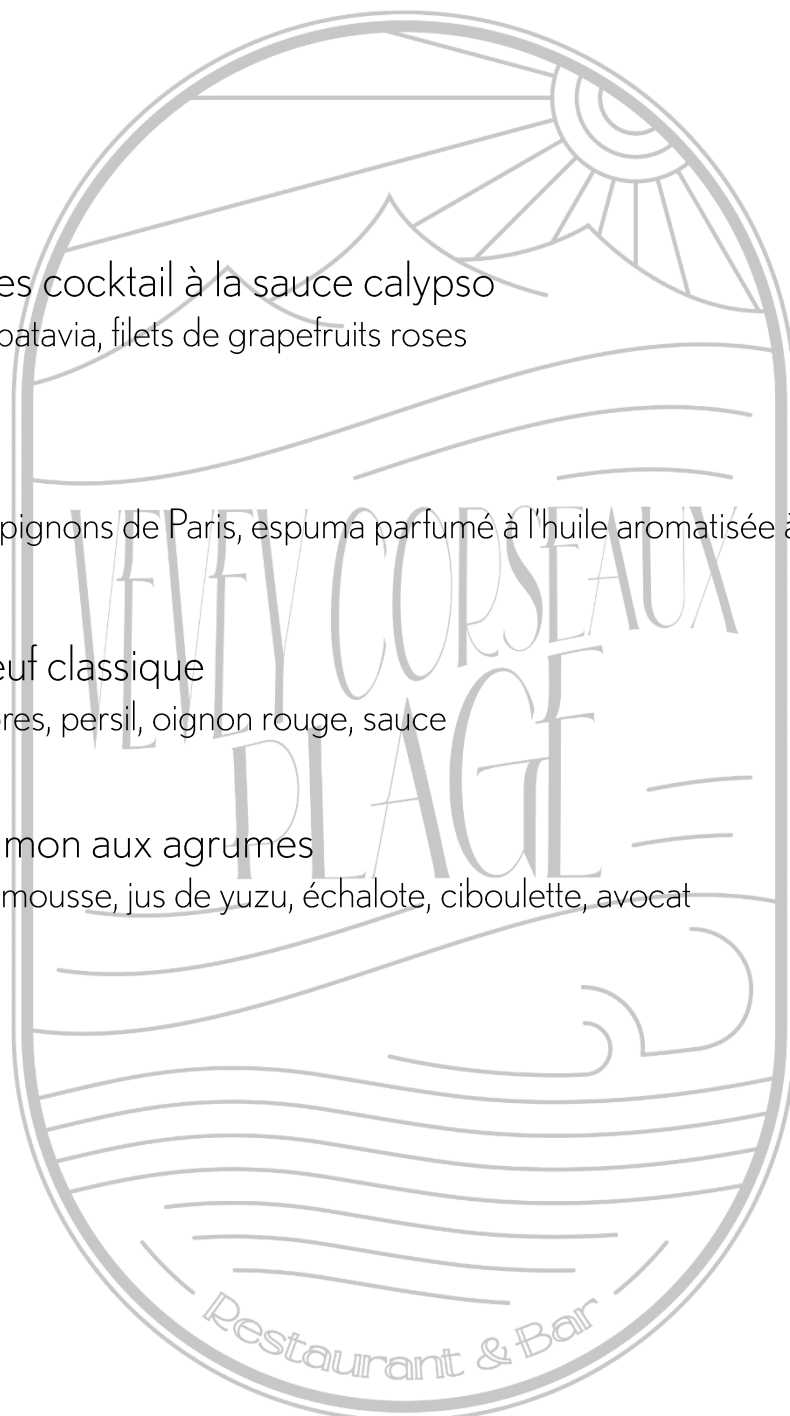 es cocktail à la sauce calypso
batavia, filets de grapefruits roses
pignons de Paris, espuma parfumé à l'huile aromatisée à
VEVEY CORSEAUX
euf classique
res, persil, oignon rouge, sauce
PLAGE
mon aux agrumes
mousse, jus de yuzu, échalote, ciboulette, avocat
Restaurant & Bar